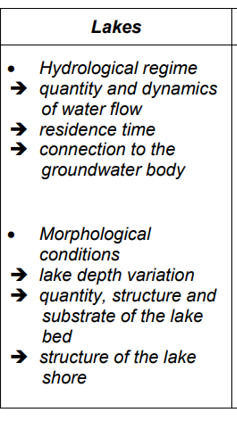 Lakes
• Hydrological regime
➔ quantity and dynamics
of water flow
➔ residence time
➔ connection to the
groundwater body
• Morphological
conditions
➔ lake depth variation
➔ quantity, structure and
substrate of the lake
bed
➔ structure of the lake
shore